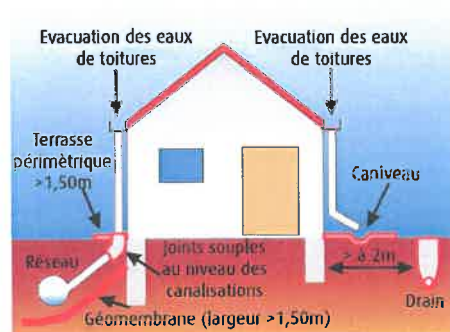 Evacuation des eaux
de toitures
Evacuation des eaux
de toitures
Terrasse
périmètrique
>1,50m
Caniveau
Réseau
Joints souples
au niveau des
canalisations
> à 2m
Drain
Géomembrane (largeur >1,50m)